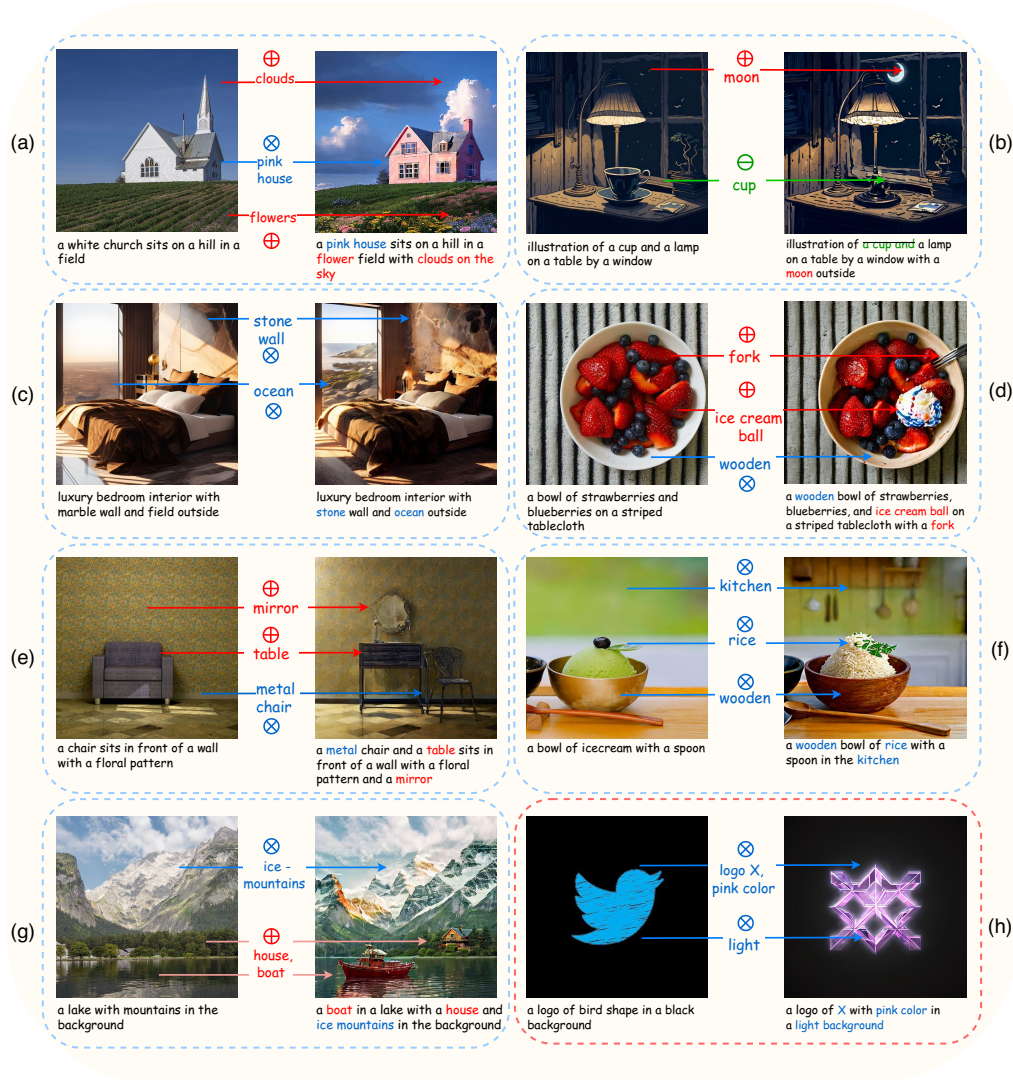 (a)
⊕
clouds
⊗
pink
house
flowers
⊕
a white church sits on a hill in a
field
a pink house sits on a hill in a
flower field with clouds on the
sky
(b)
⊕
moon
⊖
cup
illustration of a cup and a lamp
on a table by a window
illustration of a cup and a lamp
on a table by a window with a
moon outside
(c)
stone
wall
⊗
ocean
⊗
luxury bedroom interior with
marble wall and field outside
luxury bedroom interior with
stone wall and ocean outside
(d)
⊕
fork
⊕
ice cream
ball
wooden
⊗
a bowl of strawberries and
blueberries on a striped
tablecloth
a wooden bowl of strawberries,
blueberries, and ice cream ball on
a striped tablecloth with a fork
(e)
⊕
mirror
⊕
table
metal
chair
⊗
a chair sits in front of a wall
with a floral pattern
a metal chair and a table sits in
front of a wall with a floral
pattern and a mirror
(f)
⊗
kitchen
⊗
rice
⊗
wooden
a bowl of icecream with a spoon
a wooden bowl of rice with a
spoon in the kitchen
(g)
⊗
ice -
mountains
⊕
house,
boat
a lake with mountains in the
background
a boat in a lake with a house and
ice mountains in the background
(h)
⊗
logo X,
pink color
⊗
light
a logo of bird shape in a black
background
a logo of X with pink color in
a light background